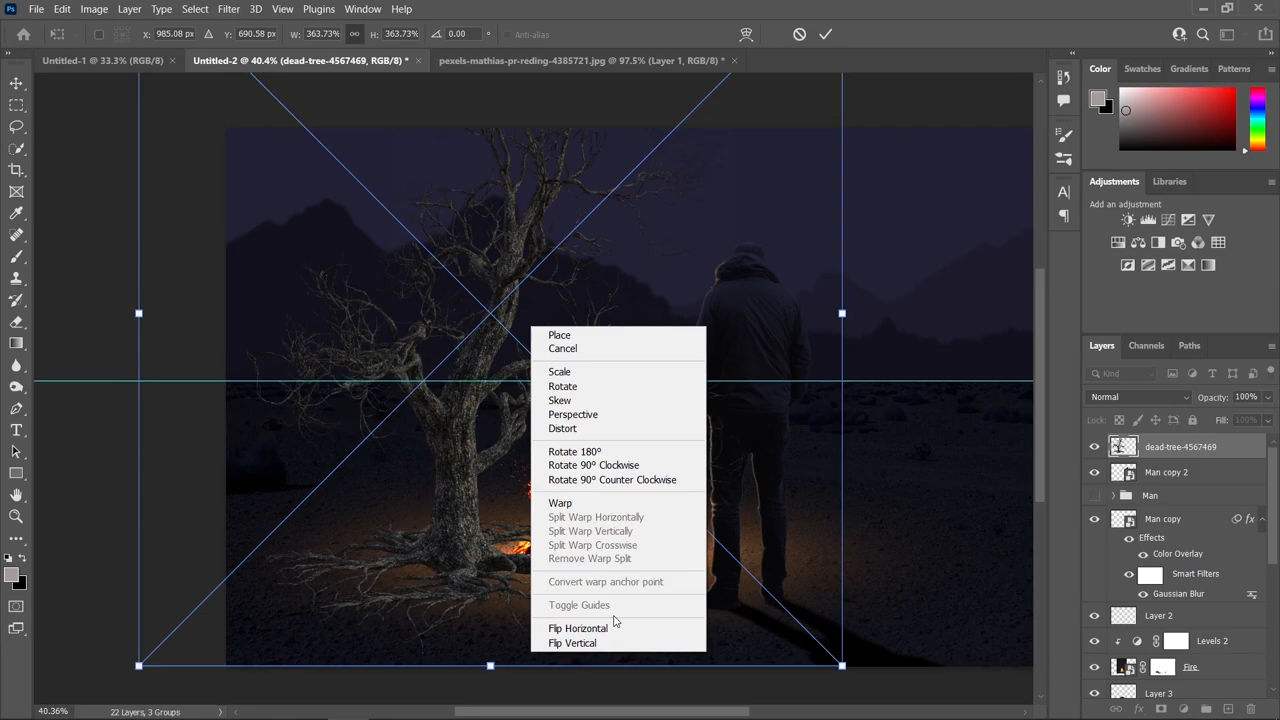 Ps File Edit Image Layer Type Select Filter 3D View Plugins Window Help
X: 985.08 px Y: 690.58 px W: 363.73% H: 363.73% 0.00 ° Anti-alias
Untitled-1 @ 33.3% (RGB/8) × Untitled-2 @ 40.4% (dead-tree-4567469, RGB/8) * × pexels-mathias-pr-reding-4385721.jpg @ 97.5% (Layer 1, RGB/8) * ×
Color Swatches Gradients Patterns
Adjustments Libraries
Add an adjustment
Place
Cancel
Scale
Rotate
Skew
Perspective
Distort
Rotate 180°
Rotate 90° Clockwise
Rotate 90° Counter Clockwise
Warp
Split Warp Horizontally
Split Warp Vertically
Split Warp Crosswise
Remove Warp Split
Convert warp anchor point
Toggle Guides
Flip Horizontal
Flip Vertical
Layers Channels Paths
Kind
Normal Opacity: 100%
Lock: Fill: 100%
dead-tree-4567469
Man copy 2
Man
Man copy fx
Effects
Color Overlay
Smart Filters
Gaussian Blur
Layer 2
Levels 2
Fire
Layer 3
fx
40.36% 22 Layers, 3 Groups